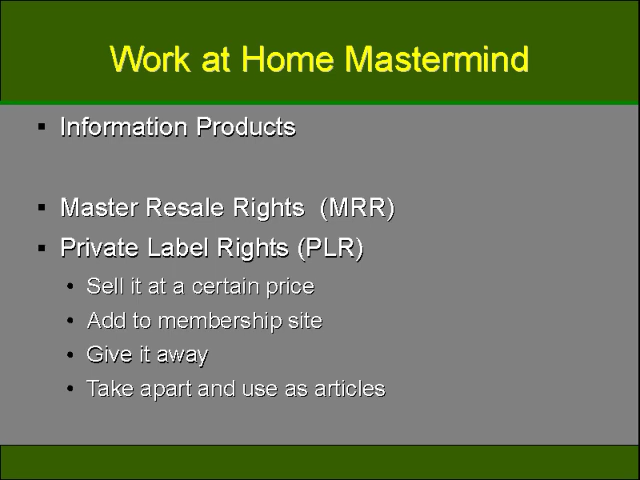 Work at Home Mastermind
▪ Information Products
▪ Master Resale Rights (MRR)
▪ Private Label Rights (PLR)
• Sell it at a certain price
• Add to membership site
• Give it away
• Take apart and use as articles